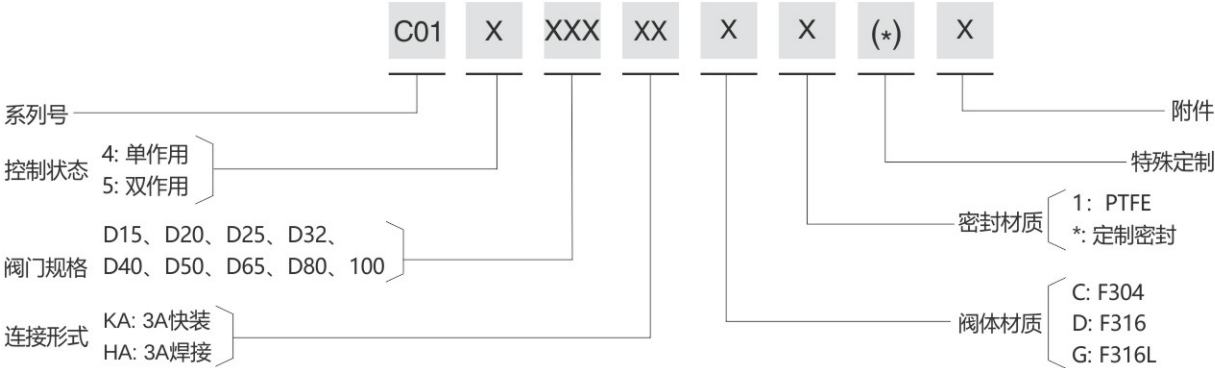 C01 X XXX XX X X (*) X
系列号
附件
控制状态
4: 单作用
5: 双作用
特殊定制
阀门规格
D15、D20、D25、D32、
D40、D50、D65、D80、100
密封材质
1: PTFE
*: 定制密封
连接形式
KA: 3A快装
HA: 3A焊接
阀体材质
C: F304
D: F316
G: F316L